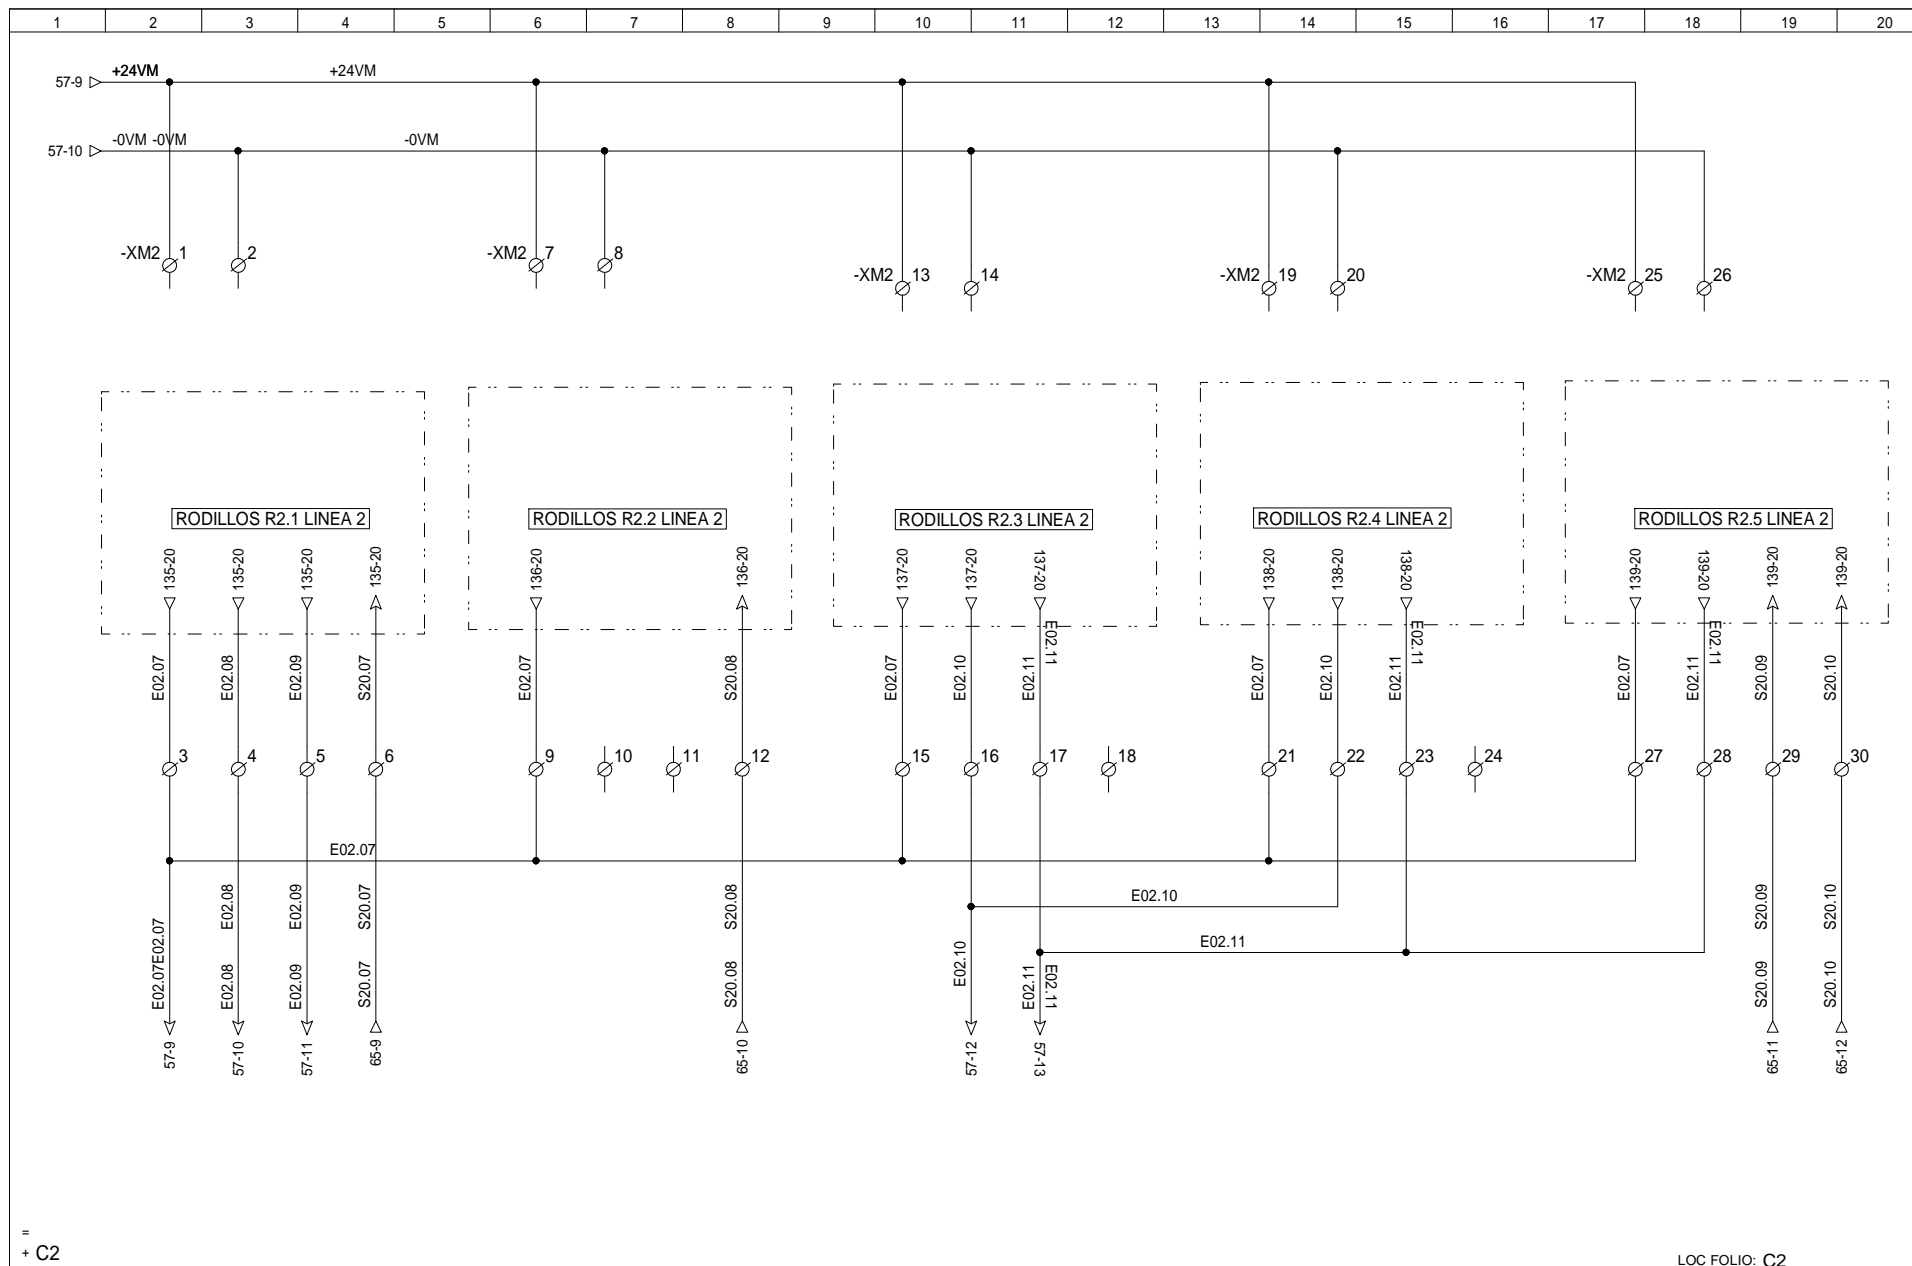 1 2 3 4 5 6 7 8 9 10 11 12 13 14 15 16 17 18 19 20
57-9 +24VM +24VM
57-10 -0VM -0VM -0VM
-XM2 1 2 -XM2 7 8 -XM2 13 14 -XM2 19 20 -XM2 25 26
RODILLOS R2.1 LINEA 2 RODILLOS R2.2 LINEA 2 RODILLOS R2.3 LINEA 2 RODILLOS R2.4 LINEA 2 RODILLOS R2.5 LINEA 2
135-20 135-20 135-20 135-20 136-20 136-20 137-20 137-20 137-20 138-20 138-20 138-20 139-20 139-20 139-20 139-20
E02.11 E02.11 E02.11
E02.07 E02.08 E02.09 S20.07 E02.07 S20.08 E02.07 E02.10 E02.11 E02.07 E02.10 E02.11 E02.07 E02.11 S20.09 S20.10
3 4 5 6 9 10 11 12 15 16 17 18 21 22 23 24 27 28 29 30
E02.07
E02.08 E02.09 S20.07 S20.08 E02.10 S20.09 S20.10
E02.07 E02.10 E02.11
E02.07 E02.08 E02.09 S20.07 S20.08 E02.11 E02.11 S20.09 S20.10
57-9 57-10 57-11 65-9 65-10 57-12 57-13 65-11 65-12
=
+ C2
LOC FOLIO: C2